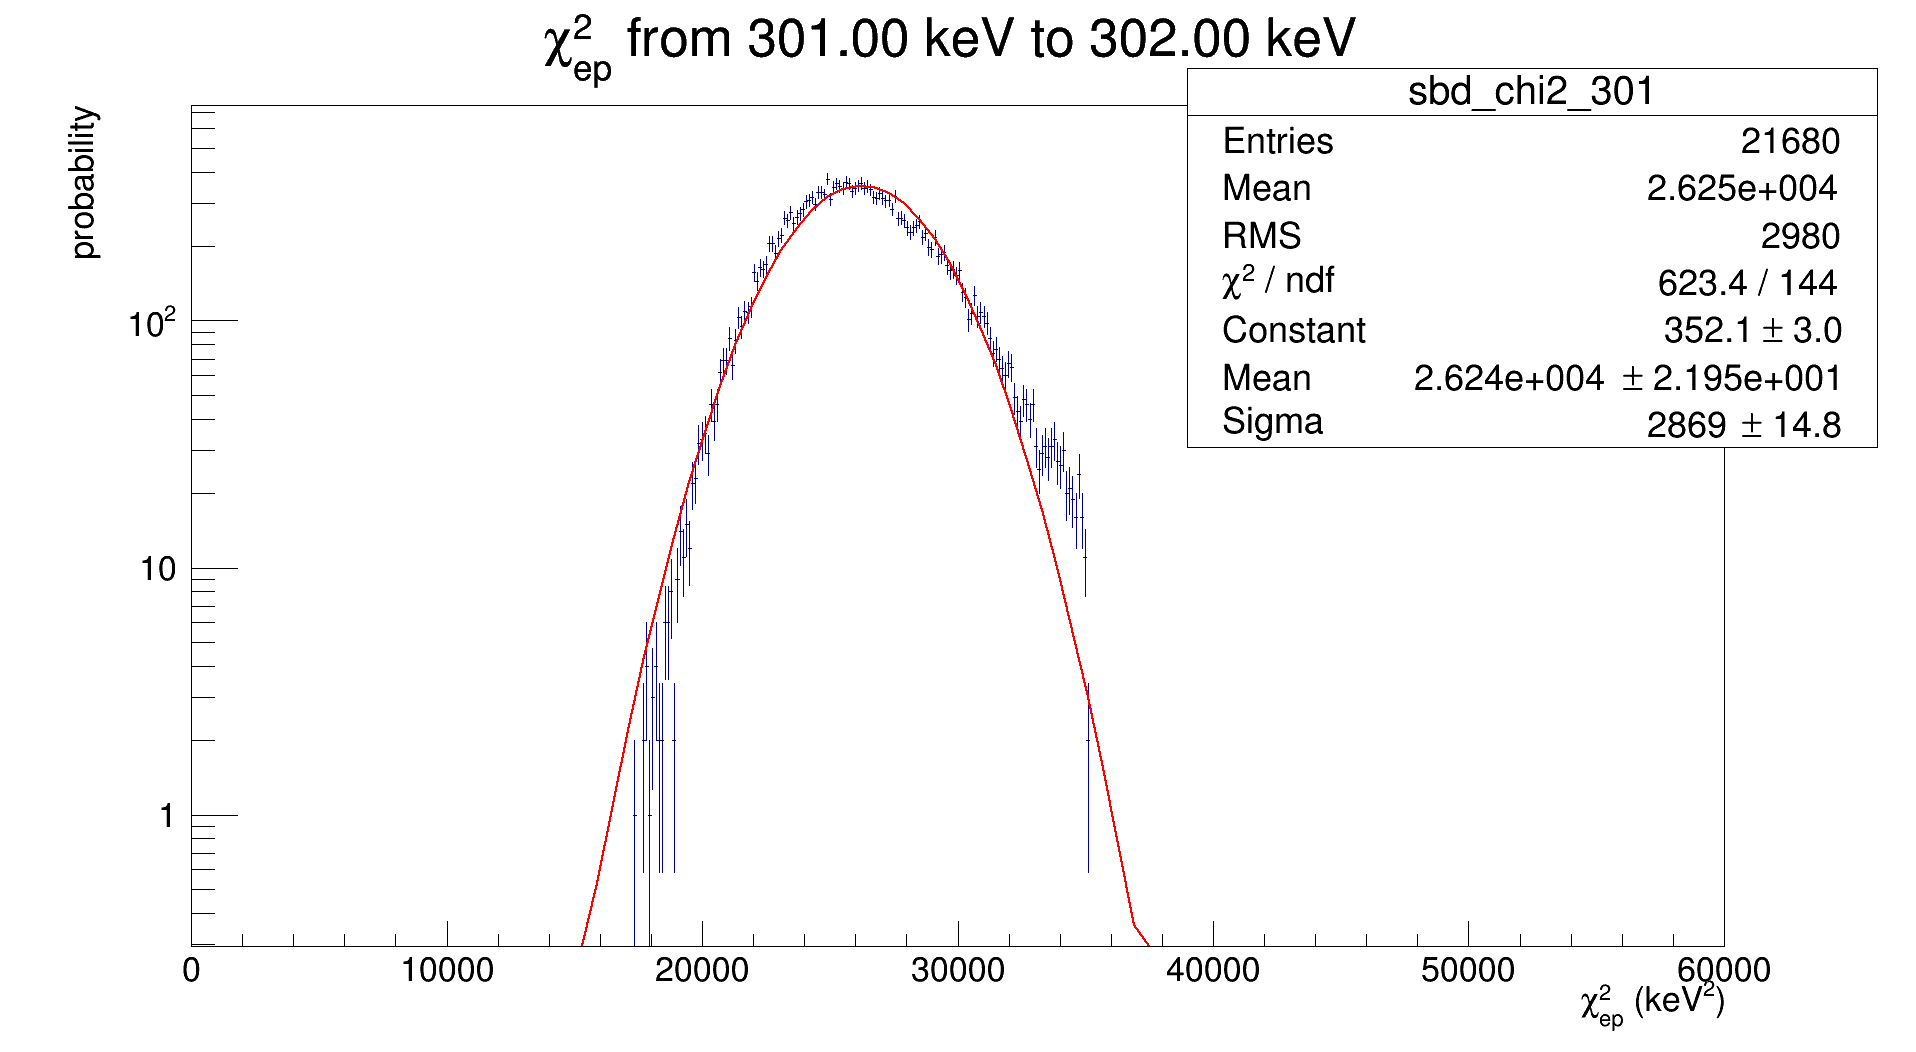 χ²ep from 301.00 keV to 302.00 keV
probability
sbd_chi2_301
Entries 21680
Mean 2.625e+004
RMS 2980
χ² / ndf 623.4 / 144
Constant 352.1 ± 3.0
Mean 2.624e+004 ± 2.195e+001
Sigma 2869 ± 14.8
10²
10
1
0 10000 20000 30000 40000 50000 60000
χ²ep (keV²)